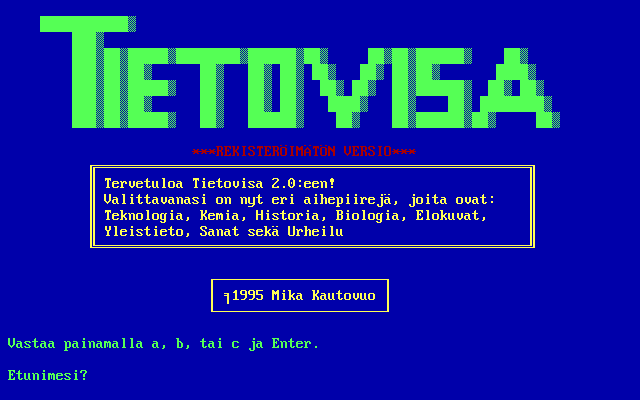 TIETOVISA
***REKISTERÖIMÄTÖN VERSIO***
Tervetuloa Tietovisa 2.0:een!
Valittavanasi on nyt eri aihepiirejä, joita ovat:
Teknologia, Kemia, Historia, Biologia, Elokuvat,
Yleistieto, Sanat sekä Urheilu
╕1995 Mika Kautovuo
Vastaa painamalla a, b, tai c ja Enter.
Etunimesi?